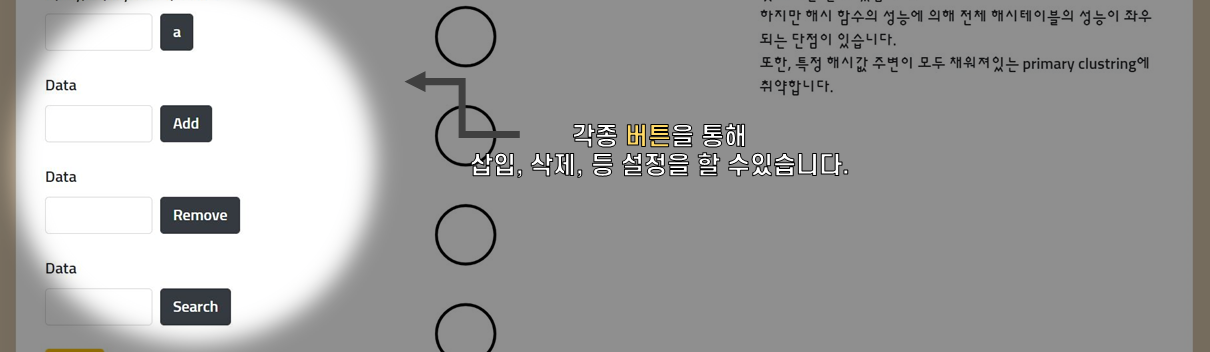 a
Data
Add
Data
Remove
Data
Search
각종 버튼을 통해
삽입, 삭제, 등 설정을 할 수있습니다.
하지만 해시 함수의 성능에 의해 전체 해시테이블의 성능이 좌우
되는 단점이 있습니다.
또한, 특정 해시값 주변이 모두 채워져있는 primary clustring에
취약합니다.